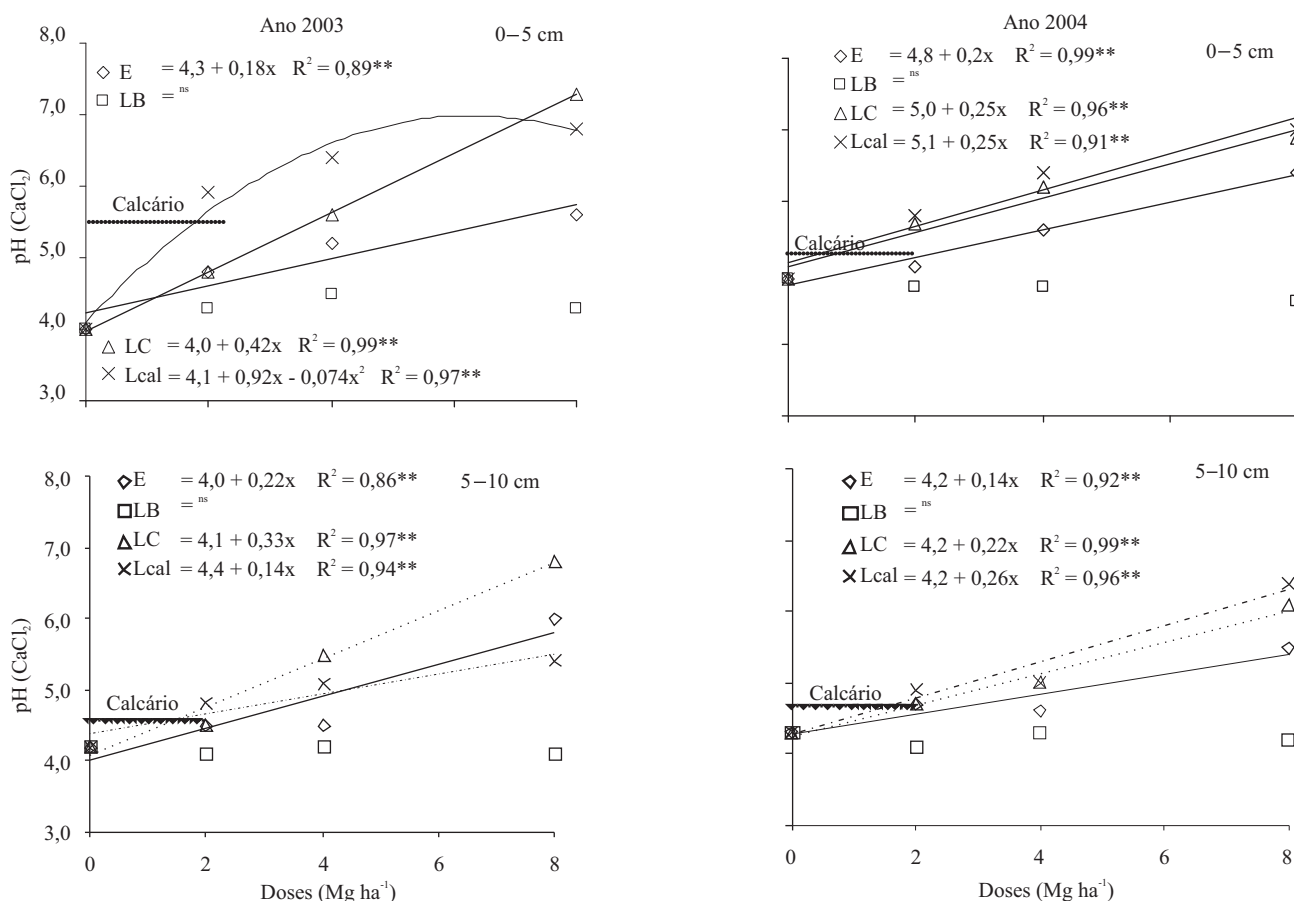 Ano 2003
0–5 cm
8,0
7,0
6,0
5,0
4,0
3,0
pH (CaCl₂)
E = 4,3 + 0,18x R² = 0,89**
LB = ns
Calcário
LC = 4,0 + 0,42x R² = 0,99**
Lcal = 4,1 + 0,92x - 0,074x² R² = 0,97**
Ano 2004
0–5 cm
E = 4,8 + 0,2x R² = 0,99**
LB = ns
LC = 5,0 + 0,25x R² = 0,96**
Lcal = 5,1 + 0,25x R² = 0,91**
Calcário
5–10 cm
8,0
7,0
6,0
5,0
4,0
3,0
pH (CaCl₂)
E = 4,0 + 0,22x R² = 0,86**
LB = ns
LC = 4,1 + 0,33x R² = 0,97**
Lcal = 4,4 + 0,14x R² = 0,94**
Calcário
0 2 4 6 8
Doses (Mg ha⁻¹)
5–10 cm
E = 4,2 + 0,14x R² = 0,92**
LB = ns
LC = 4,2 + 0,22x R² = 0,99**
Lcal = 4,2 + 0,26x R² = 0,96**
Calcário
0 2 4 6 8
Doses (Mg ha⁻¹)